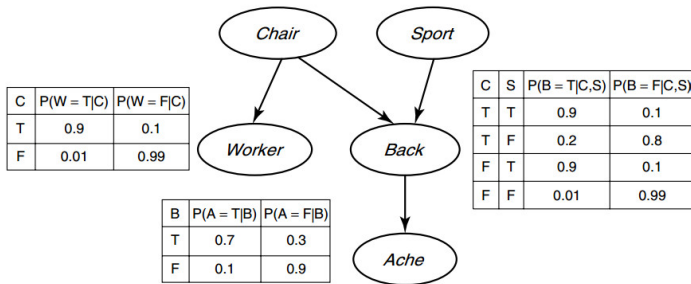 Chair
Sport
C P(W = T|C) P(W = F|C)
T 0.9 0.1
F 0.01 0.99
Worker
Back
C S P(B = T|C,S) P(B = F|C,S)
T T 0.9 0.1
T F 0.2 0.8
F T 0.9 0.1
F F 0.01 0.99
B P(A = T|B) P(A = F|B)
T 0.7 0.3
F 0.1 0.9
Ache